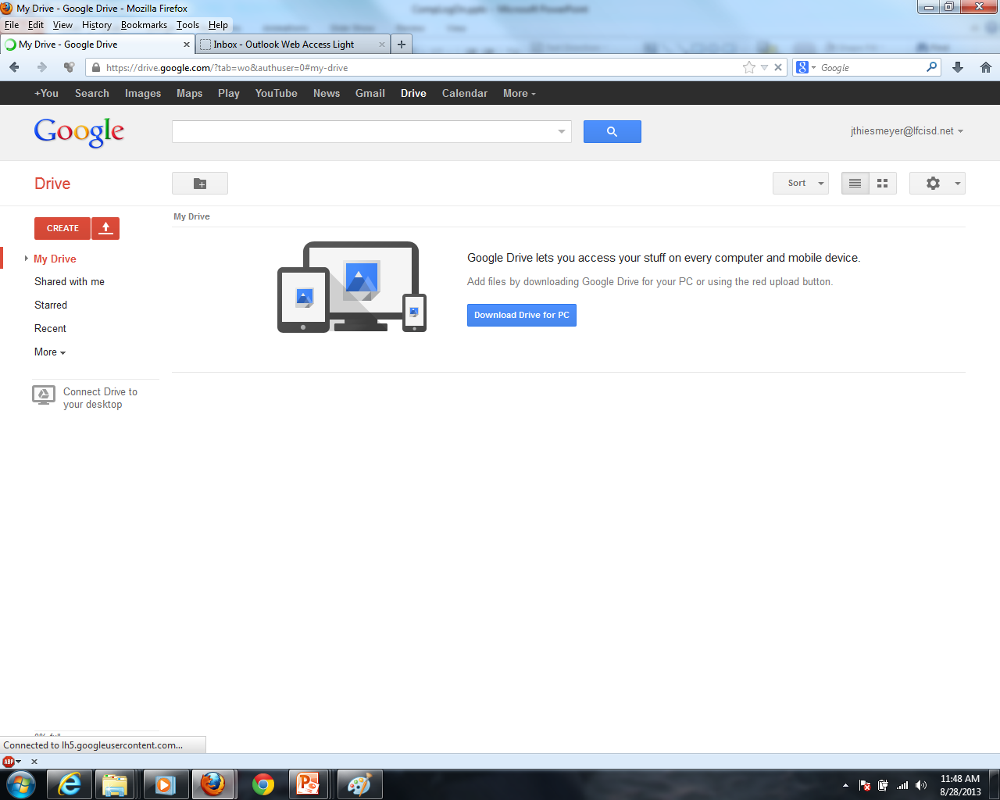 My Drive - Google Drive - Mozilla Firefox
File Edit View History Bookmarks Tools Help
My Drive - Google Drive
Inbox - Outlook Web Access Light
https://drive.google.com/?tab=wo&authuser=0#my-drive
Google
+You Search Images Maps Play YouTube News Gmail Drive Calendar More
Google
jthiesmeyer@lfcisd.net
Drive
Sort
CREATE
My Drive
My Drive
Shared with me
Starred
Recent
More
Connect Drive to
your desktop
Google Drive lets you access your stuff on every computer and mobile device.
Add files by downloading Google Drive for your PC or using the red upload button.
Download Drive for PC
Connected to lh5.googleusercontent.com...
ABP
11:48 AM
8/28/2013